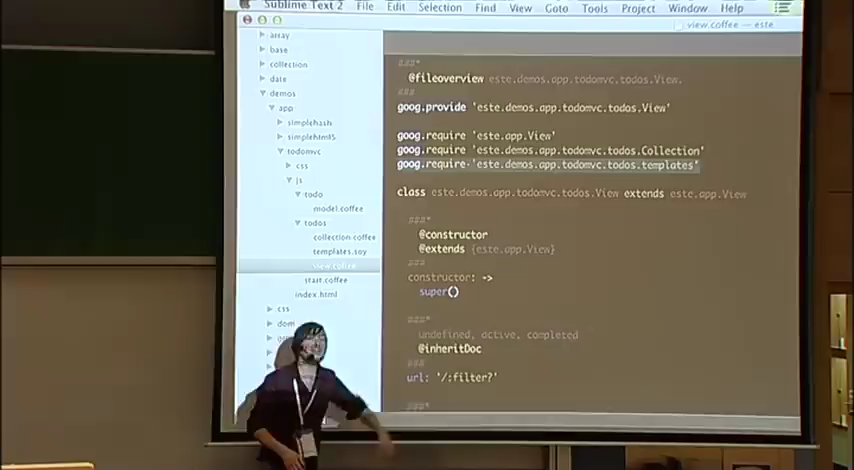 Sublime Text 2 File Edit Selection Find View Goto Tools Project Window Help
view.coffee — este
array
base
collection
date
demos
app
simplehash
simplehtml5
todomvc
css
js
todo
model.coffee
todos
collection.coffee
templates.soy
view.coffee
start.coffee
index.html
css
dom
###*
@fileoverview este.demos.app.todomvc.todos.View.
###
goog.provide 'este.demos.app.todomvc.todos.View'
goog.require 'este.app.View'
goog.require 'este.demos.app.todomvc.todos.Collection'
goog.require 'este.demos.app.todomvc.todos.templates'
class este.demos.app.todomvc.todos.View extends este.app.View
###*
@constructor
@extends {este.app.View}
###
constructor: ->
super()
###*
undefined, active, completed
@inheritDoc
###
url: '/:filter?'
###*